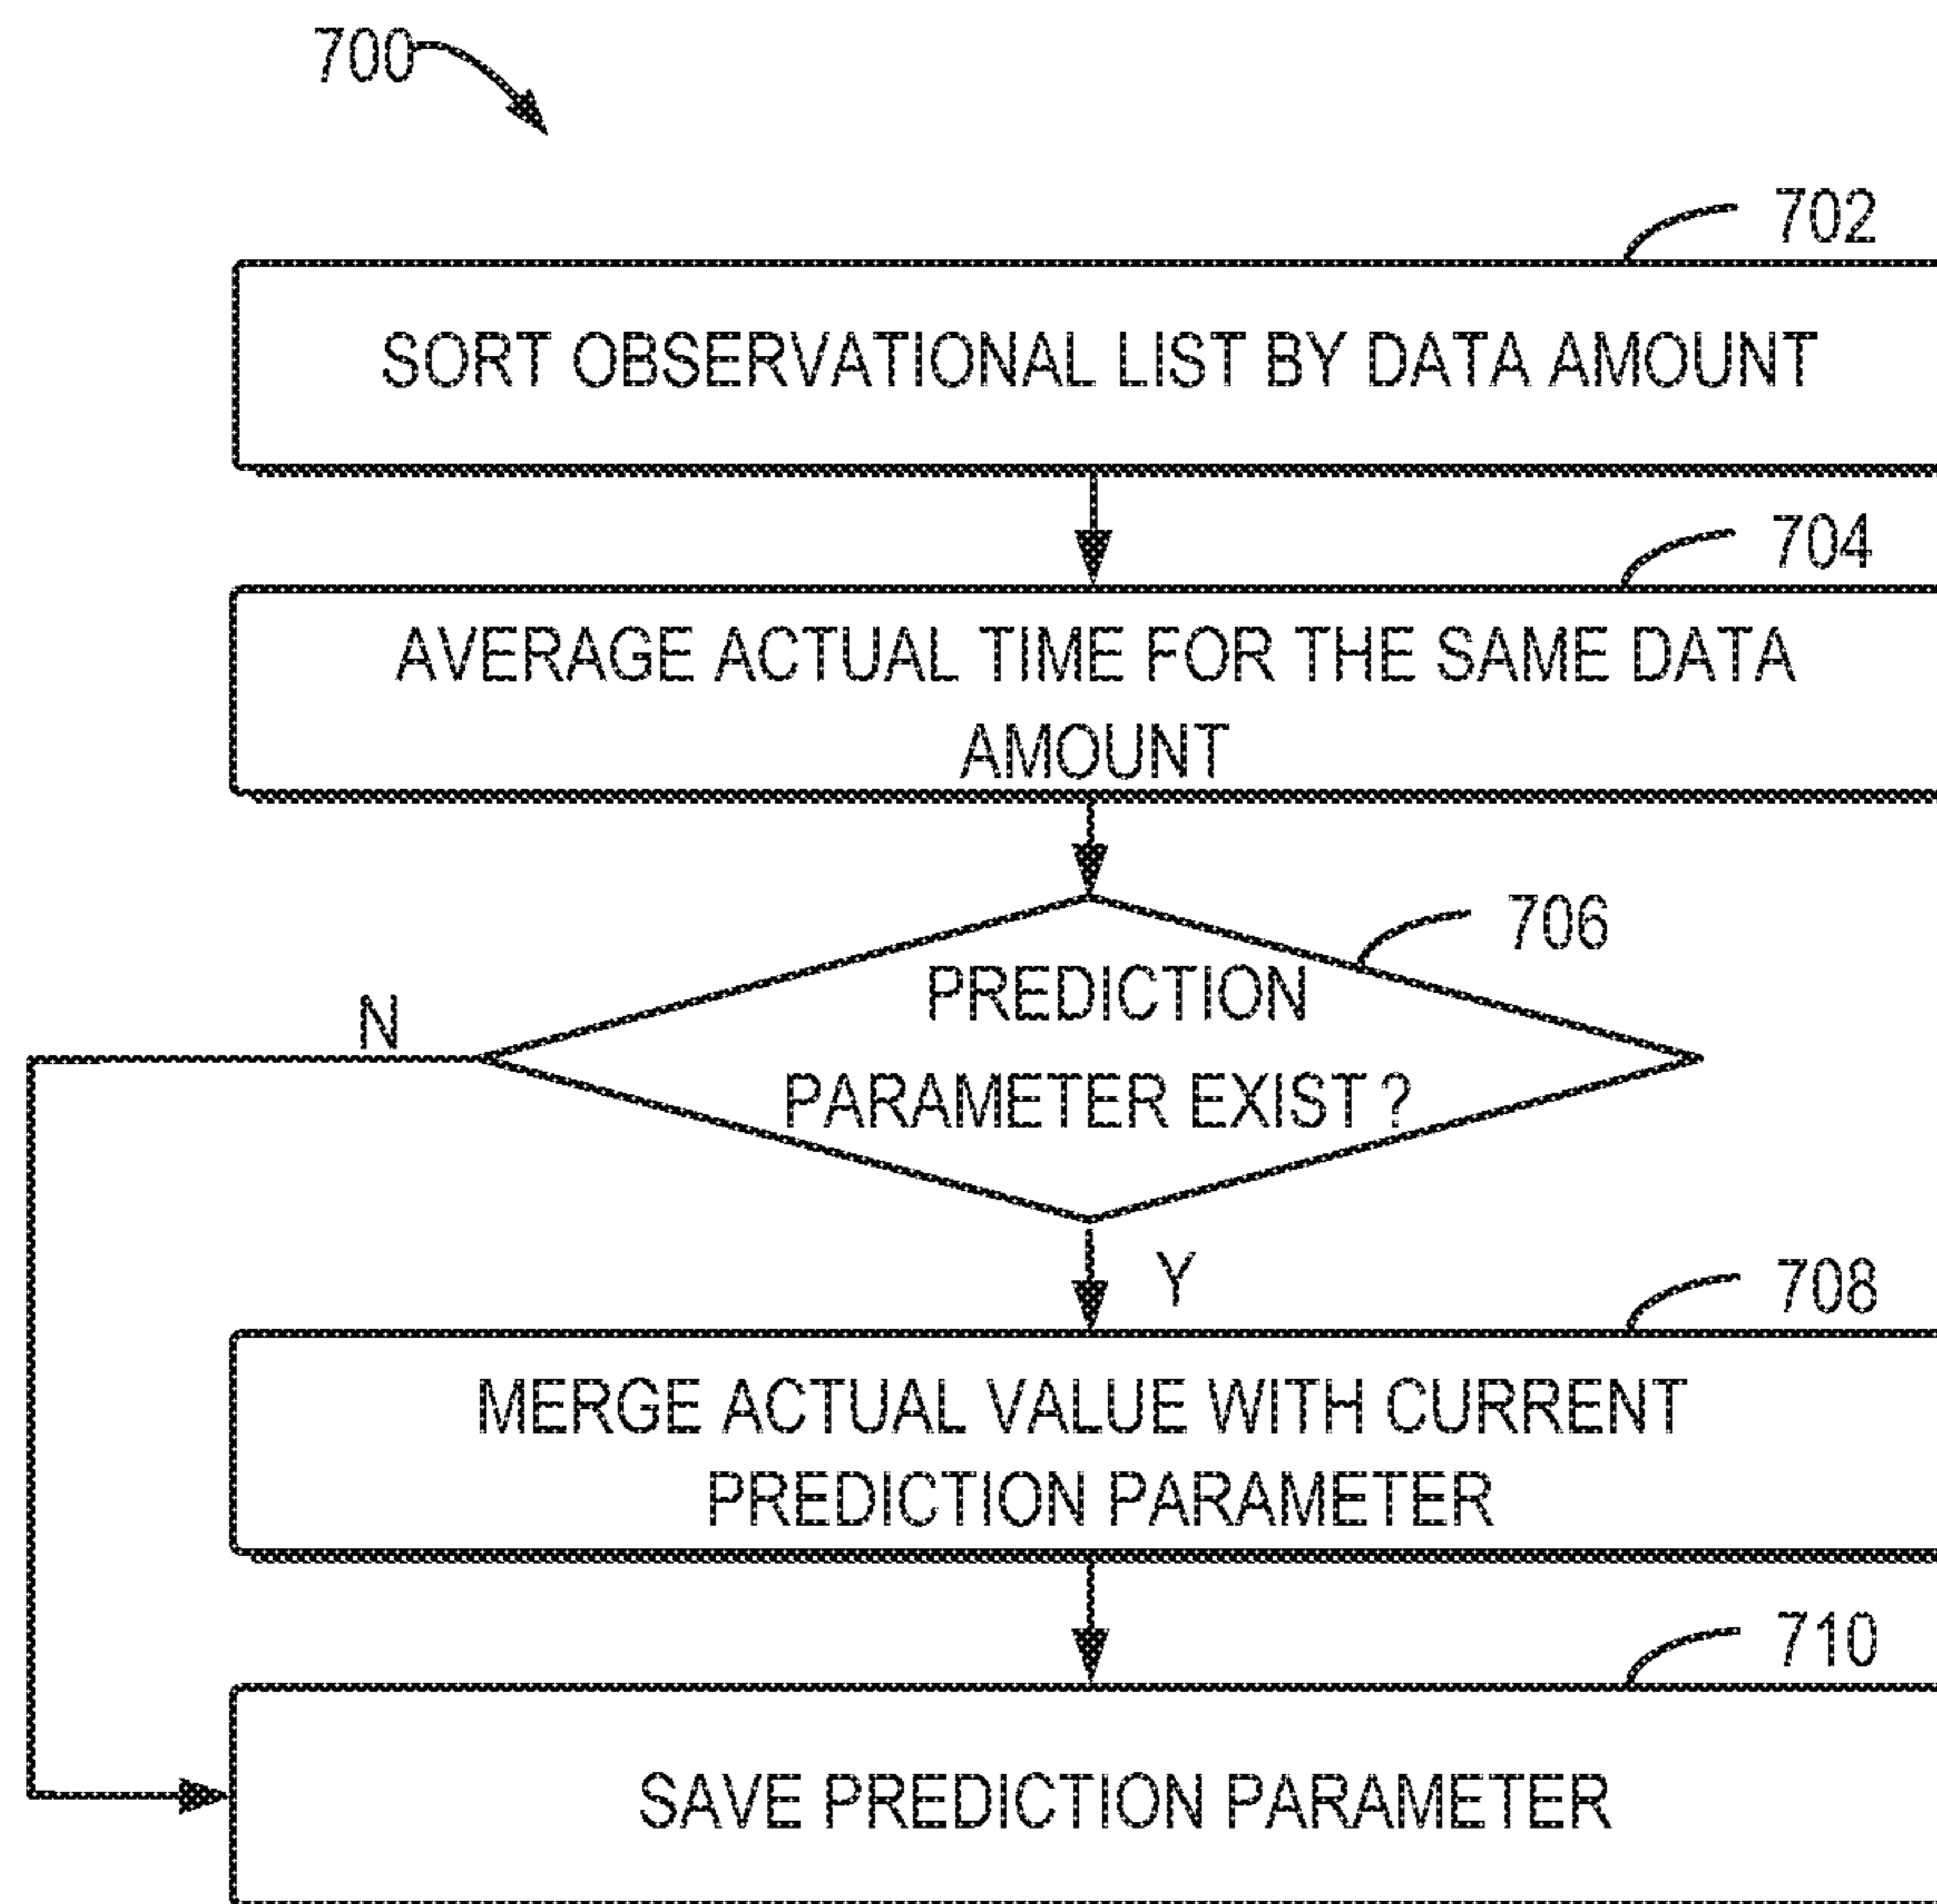 700
702
SORT OBSERVATIONAL LIST BY DATA AMOUNT
704
AVERAGE ACTUAL TIME FOR THE SAME DATA
AMOUNT
706
PREDICTION
N
PARAMETER EXIST?
Y
708
MERGE ACTUAL VALUE WITH CURRENT
PREDICTION PARAMETER
710
SAVE PREDICTION PARAMETER